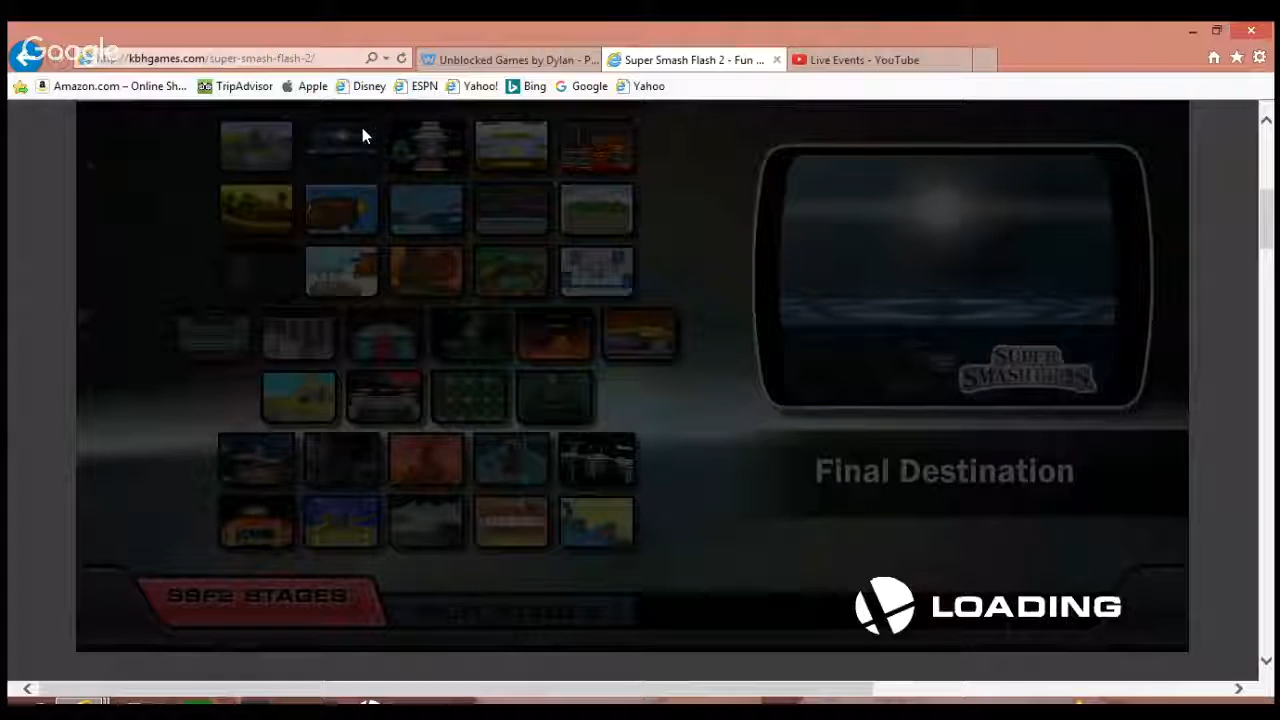 Google
http://kbhgames.com/super-smash-flash-2/
Unblocked Games by Dylan - P...
Super Smash Flash 2 - Fun ...
Live Events - YouTube
Amazon.com – Online Sh...
TripAdvisor
Apple
Disney
ESPN
Yahoo!
Bing
Google
Yahoo
SUPER
SMASH BROS.
Final Destination
SSF2 STAGES
LOADING